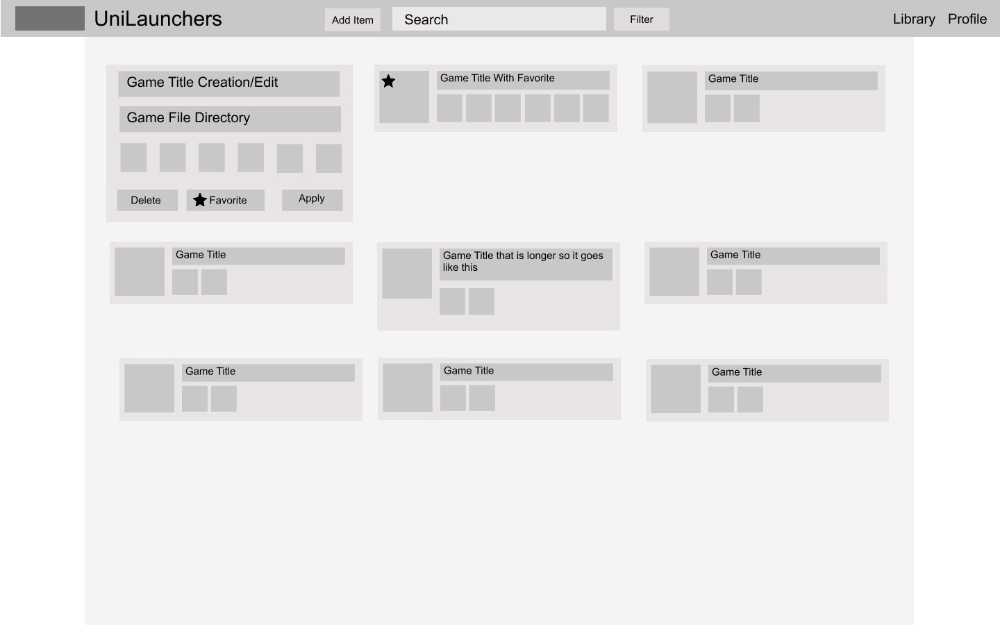 UniLaunchers
Add Item
Search
Filter
Library
Profile
Game Title Creation/Edit
Game File Directory
Delete
Favorite
Apply
Game Title With Favorite
Game Title
Game Title
Game Title that is longer so it goes
like this
Game Title
Game Title
Game Title
Game Title